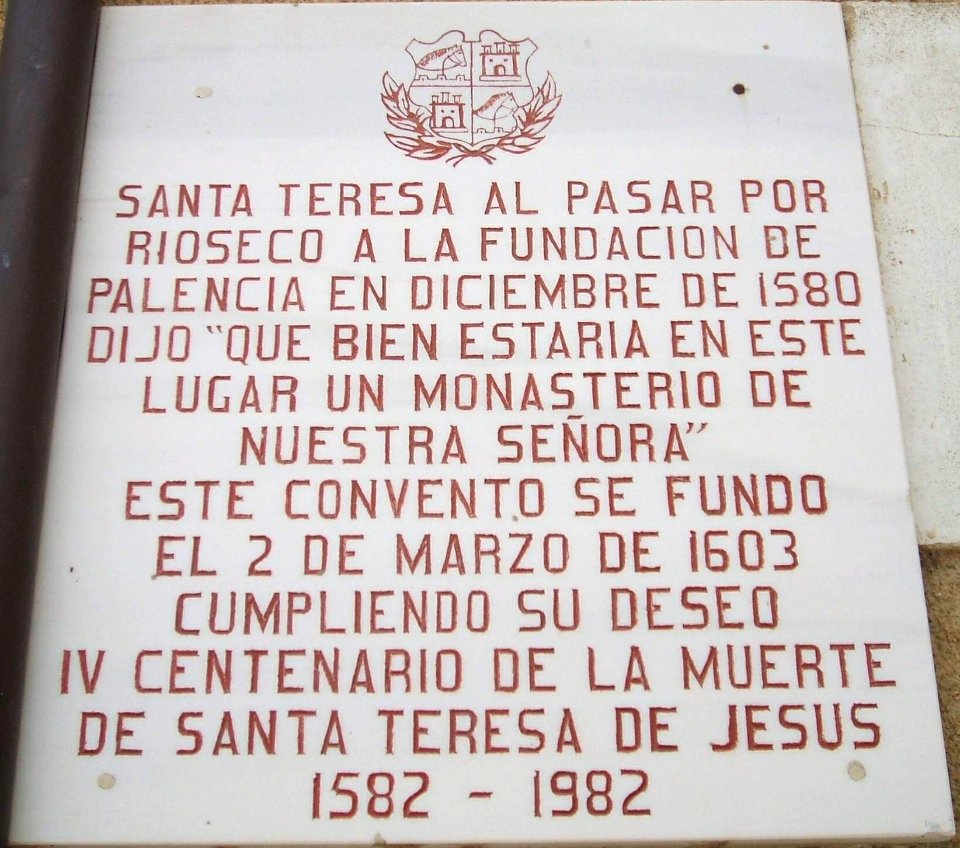 SANTA TERESA AL PASAR POR
RIOSECO A LA FUNDACION DE
PALENCIA EN DICIEMBRE DE 1580
DIJO "QUE BIEN ESTARIA EN ESTE
LUGAR UN MONASTERIO DE
NUESTRA SEÑORA"
ESTE CONVENTO SE FUNDO
EL 2 DE MARZO DE 1603
CUMPLIENDO SU DESEO
IV CENTENARIO DE LA MUERTE
DE SANTA TERESA DE JESUS
1582 - 1982